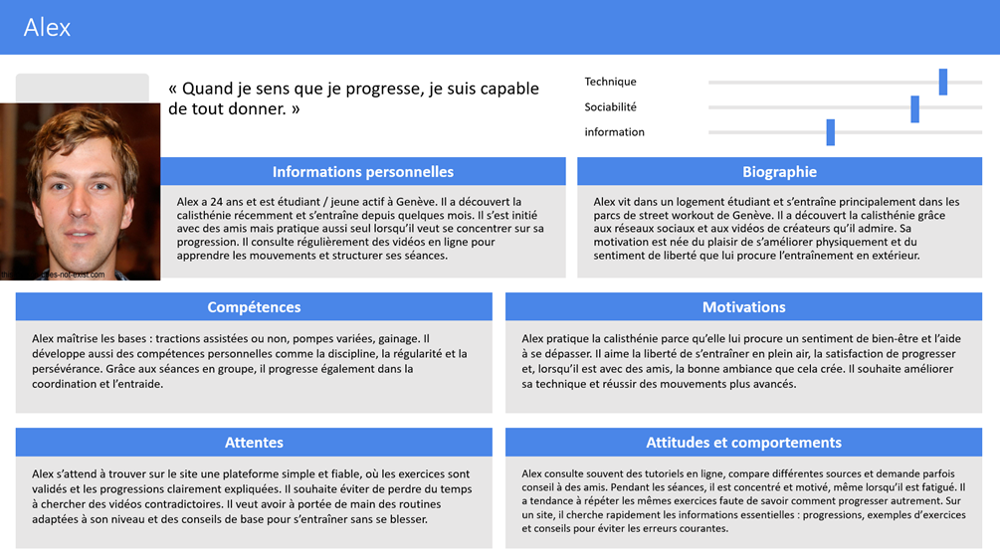 Alex
« Quand je sens que je progresse, je suis capable
de tout donner. »
Technique
Sociabilité
information
Informations personnelles
Alex a 24 ans et est étudiant / jeune actif à Genève. Il a découvert la
calisthénie récemment et s’entraîne depuis quelques mois. Il s’est initié
avec des amis mais pratique aussi seul lorsqu’il veut se concentrer sur sa
progression. Il consulte régulièrement des vidéos en ligne pour
apprendre les mouvements et structurer ses séances.
Biographie
Alex vit dans un logement étudiant et s’entraîne principalement dans les
parcs de street workout de Genève. Il a découvert la calisthénie grâce
aux réseaux sociaux et aux vidéos de créateurs qu’il admire. Sa
motivation est née du plaisir de s’améliorer physiquement et du
sentiment de liberté que lui procure l’entraînement en extérieur.
Compétences
Alex maîtrise les bases : tractions assistées ou non, pompes variées, gainage. Il
développe aussi des compétences personnelles comme la discipline, la régularité et la
persévérance. Grâce aux séances en groupe, il progresse également dans la
coordination et l’entraide.
Motivations
Alex pratique la calisthénie parce qu’elle lui procure un sentiment de bien-être et l’aide
à se dépasser. Il aime la liberté de s’entraîner en plein air, la satisfaction de progresser
et, lorsqu’il est avec des amis, la bonne ambiance que cela crée. Il souhaite améliorer
sa technique et réussir des mouvements plus avancés.
Attentes
Alex s’attend à trouver sur le site une plateforme simple et fiable, où les exercices sont
validés et les progressions clairement expliquées. Il souhaite éviter de perdre du temps
à chercher des vidéos contradictoires. Il veut avoir à portée de main des routines
adaptées à son niveau et des conseils de base pour s’entraîner sans se blesser.
Attitudes et comportements
Alex consulte souvent des tutoriels en ligne, compare différentes sources et demande parfois
conseil à des amis. Pendant les séances, il est concentré et motivé, même lorsqu’il est fatigué. Il
a tendance à répéter les mêmes exercices faute de savoir comment progresser autrement. Sur
un site, il cherche rapidement les informations essentielles : progressions, exemples d’exercices
et conseils pour éviter les erreurs courantes.